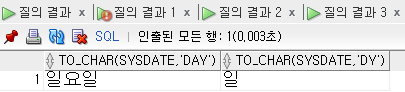 질의 결과 x 질의 결과 1 x 질의 결과 2 x 질의 결과 3 x
SQL | 인출된 모든 행: 1(0,003초)
TO_CHAR(SYSDATE,'DAY') TO_CHAR(SYSDATE,'DY')
1 일요일 일